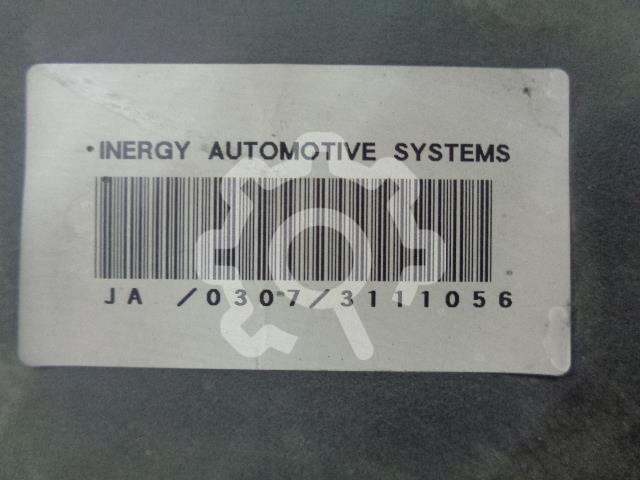 INERGY AUTOMOTIVE SYSTEMS
JA /0307/3111056